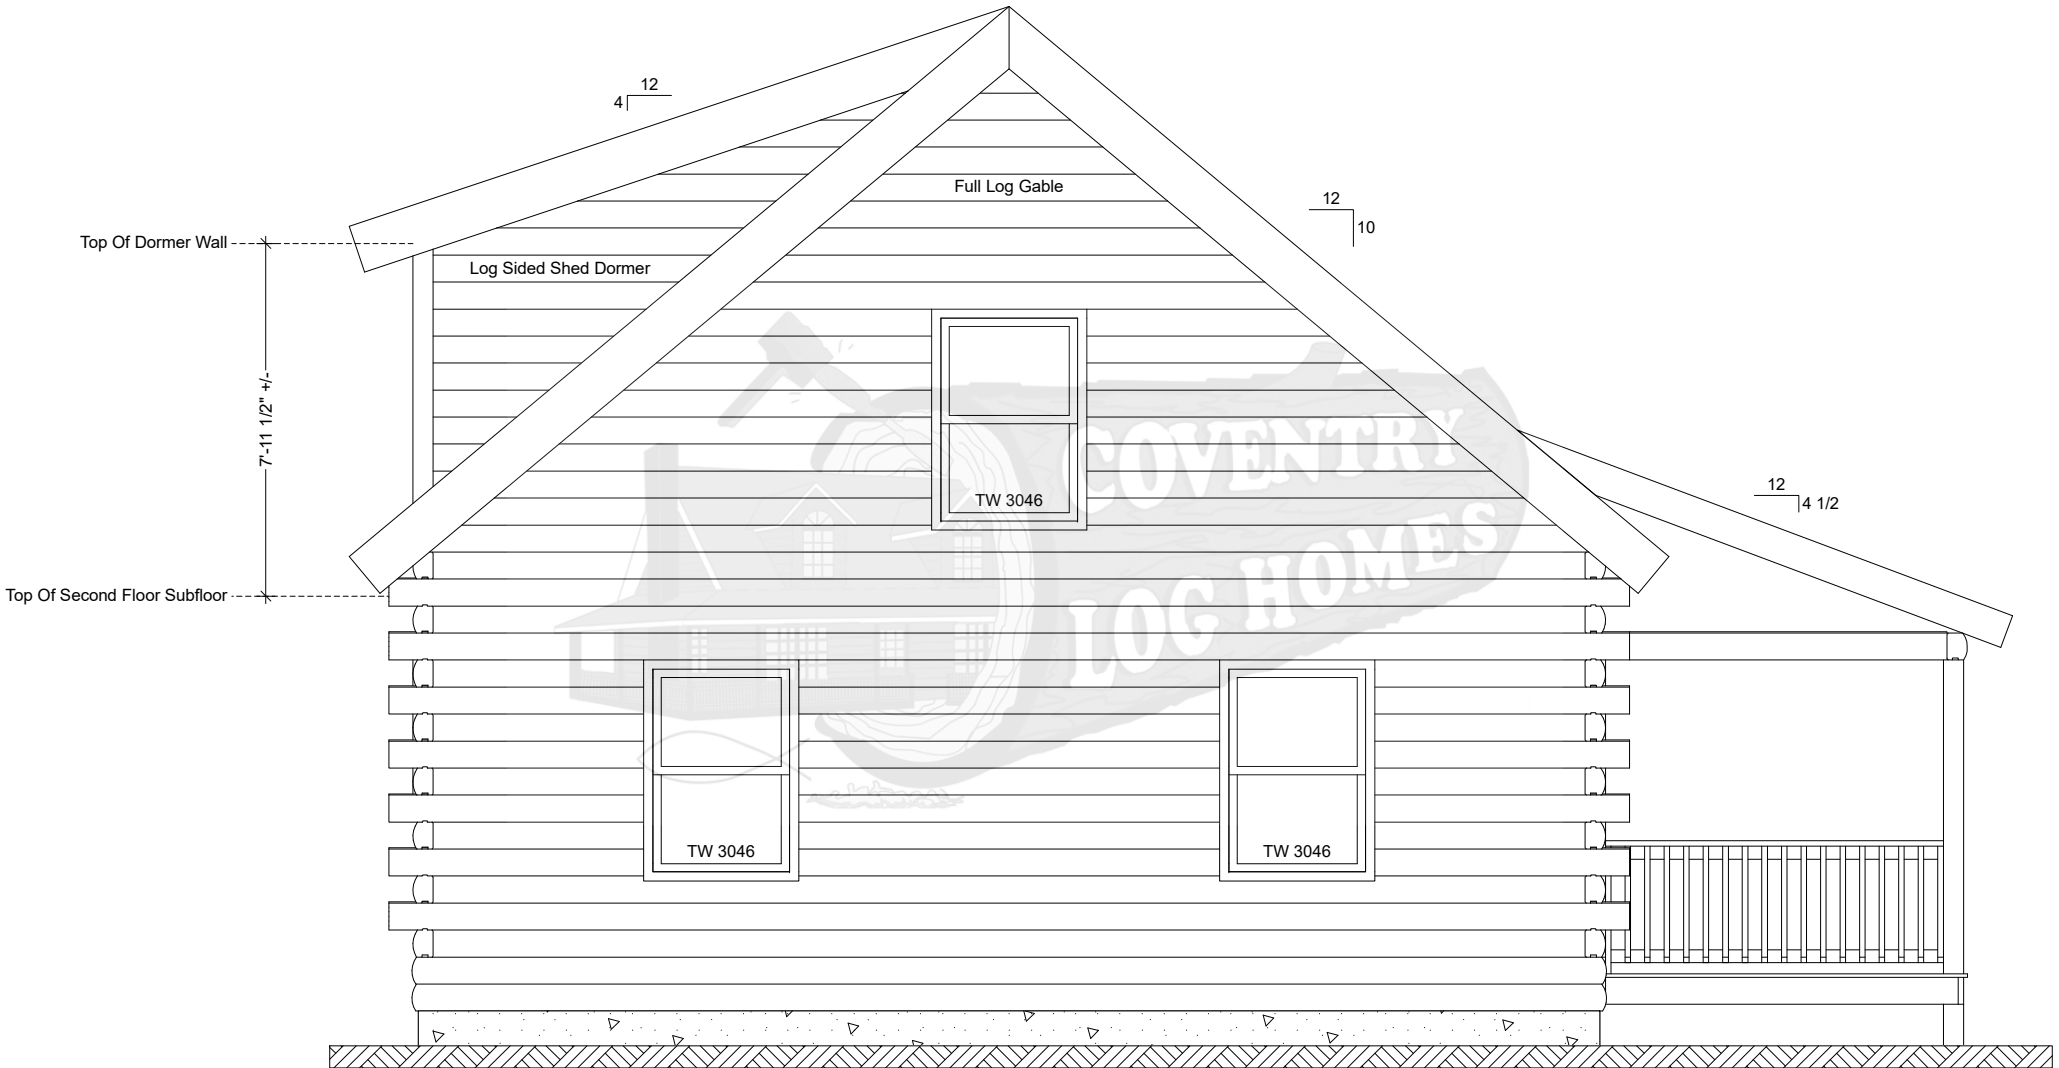 12
4
Full Log Gable
12
10
Top Of Dormer Wall
Log Sided Shed Dormer
7'-11 1/2" +/-
COVENTRY
LOG HOMES
TW 3046
12
4 1/2
Top Of Second Floor Subfloor
TW 3046
TW 3046